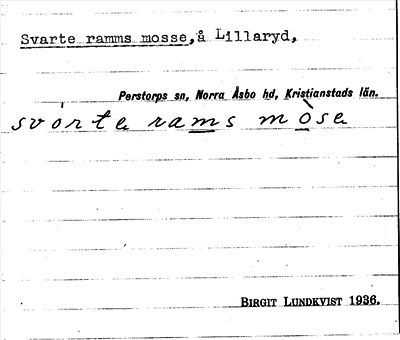 Svarte ramms mosse, å Lillaryd,
Perstorps sn, Norra Åsbo hd, Kristianstads län.
svòrte rams mòse
BIRGIT LUNDKVIST 1936.